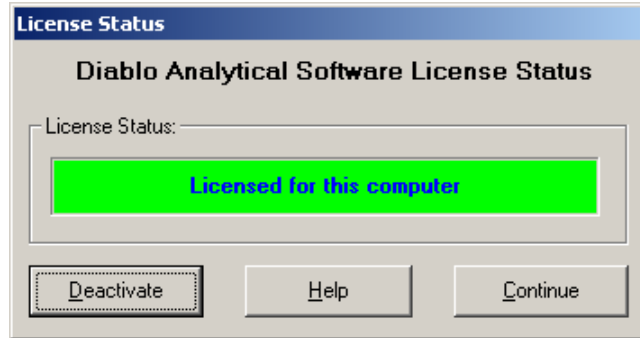 License Status
Diablo Analytical Software License Status
License Status:
Licensed for this computer
Deactivate
Help
Continue